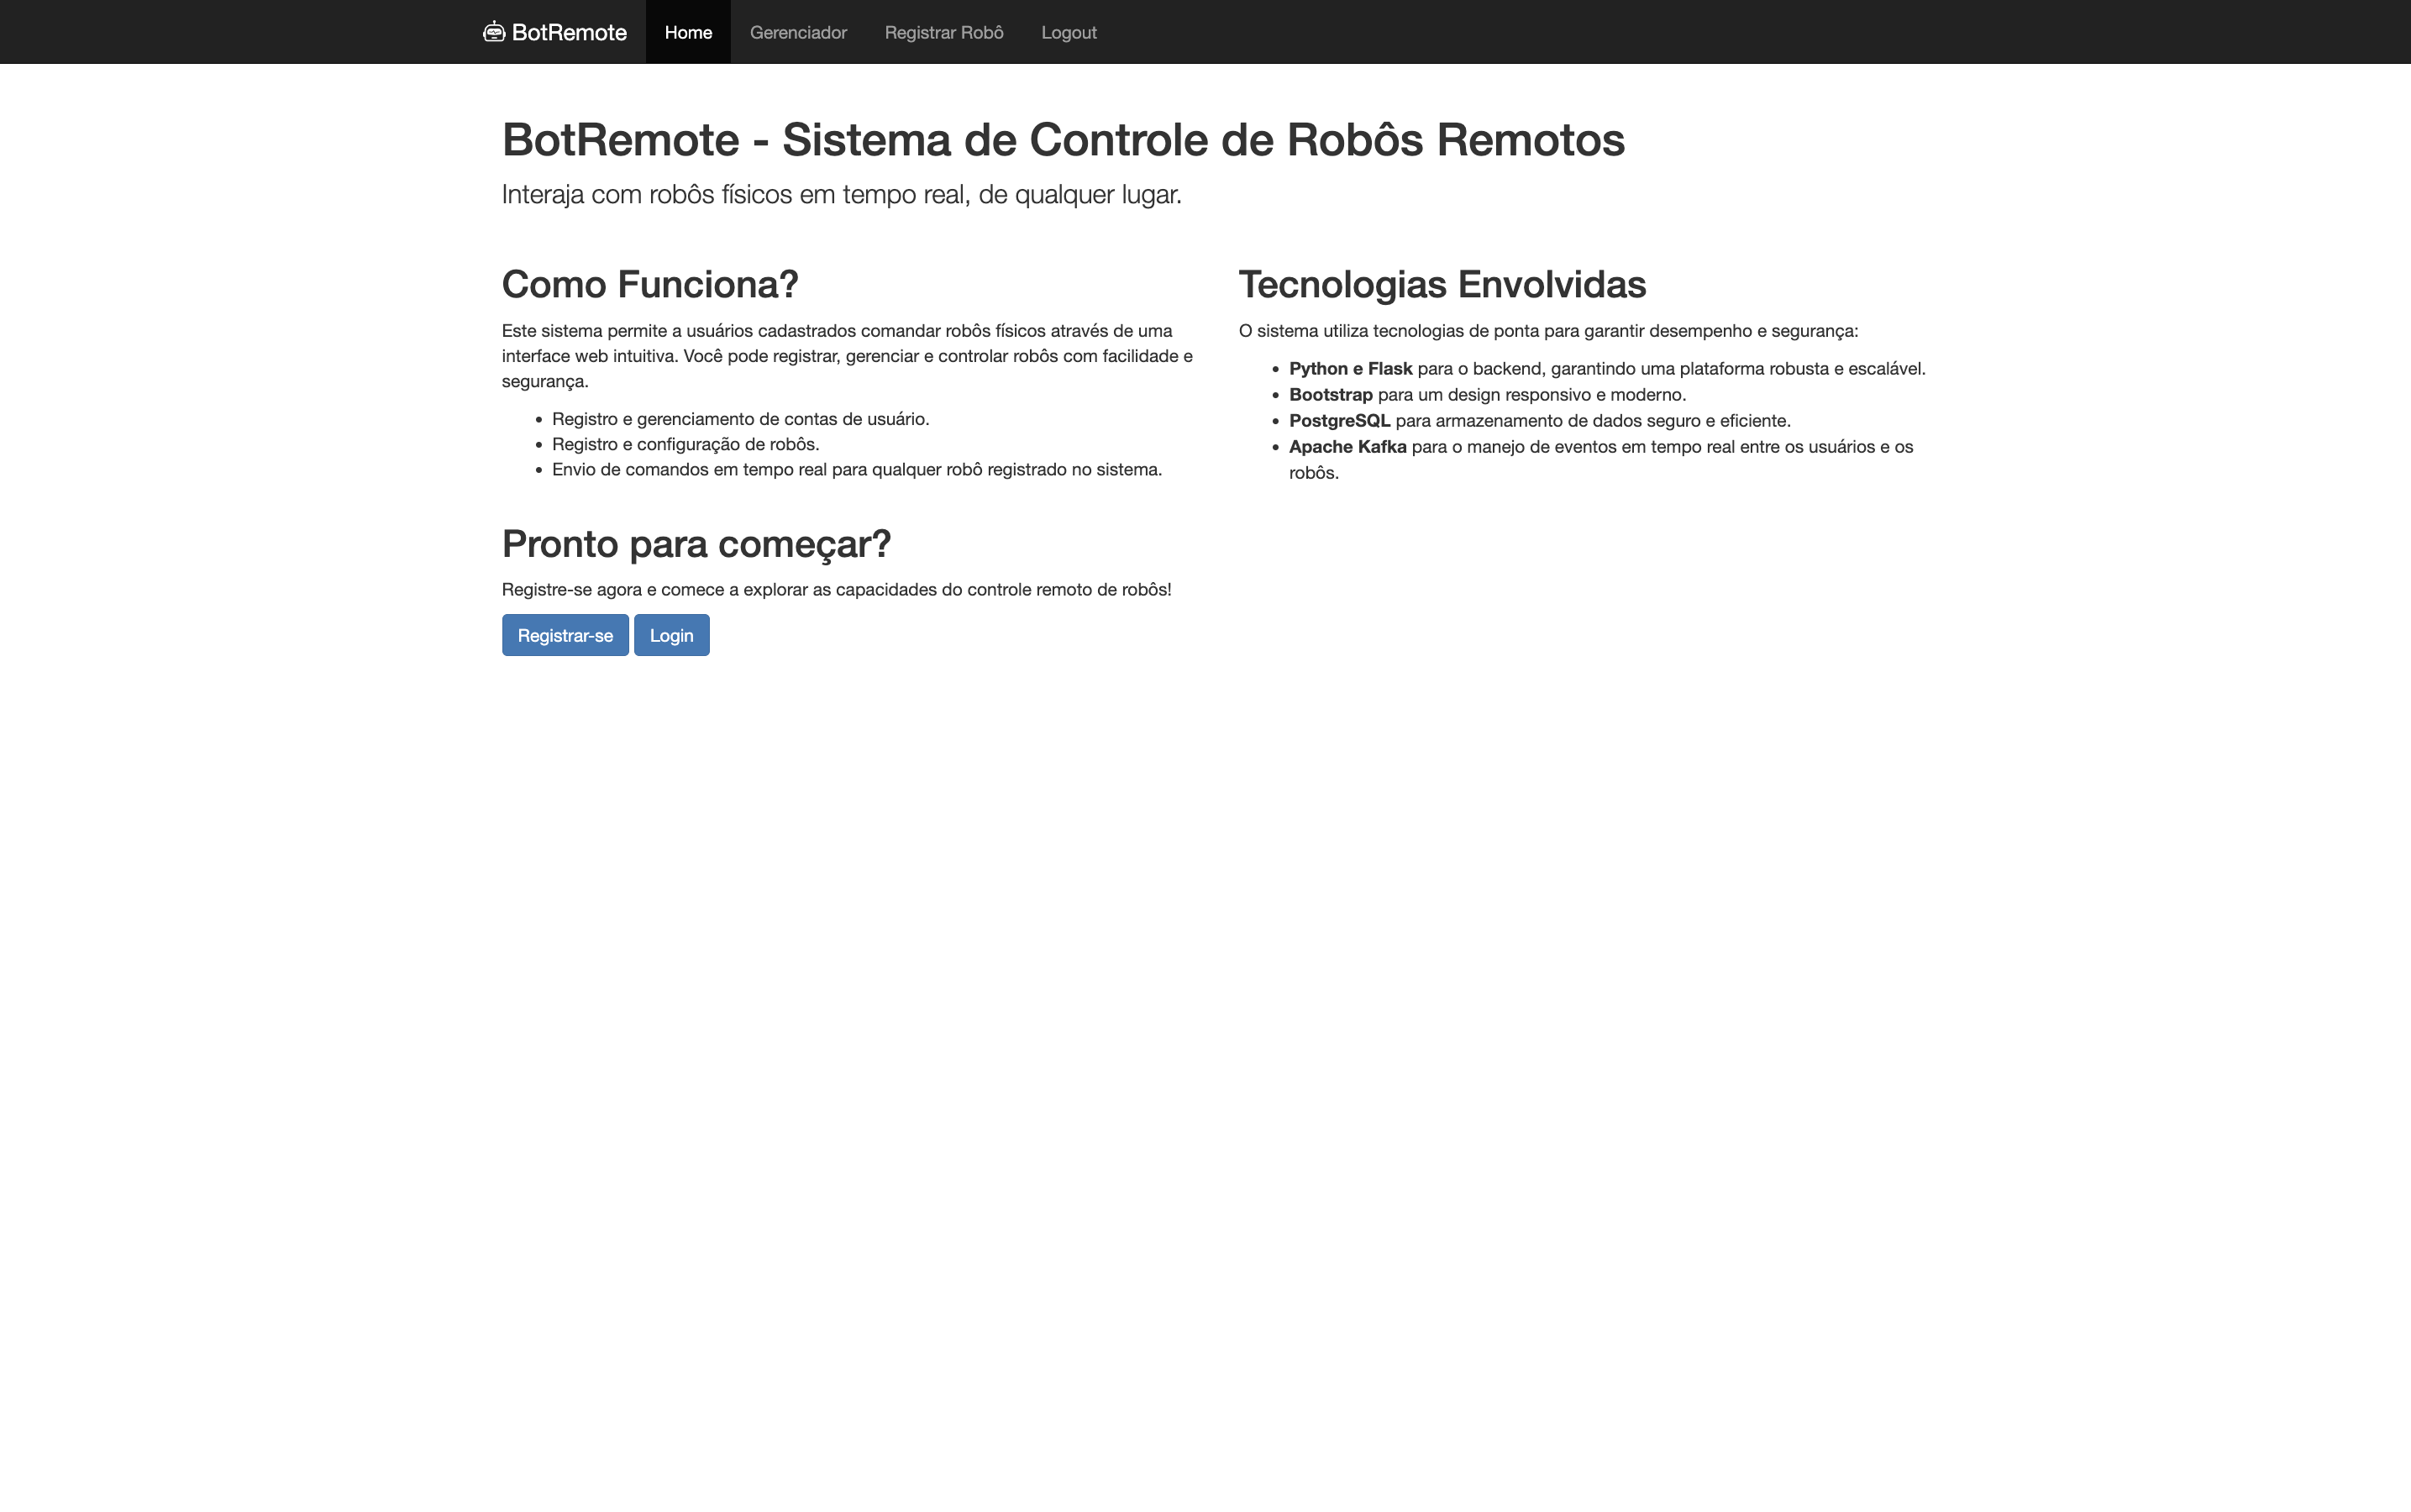 BotRemote
Home
Gerenciador
Registrar Robô
Logout
BotRemote - Sistema de Controle de Robôs Remotos
Interaja com robôs físicos em tempo real, de qualquer lugar.
Como Funciona?
Este sistema permite a usuários cadastrados comandar robôs físicos através de uma
interface web intuitiva. Você pode registrar, gerenciar e controlar robôs com facilidade e
segurança.
• Registro e gerenciamento de contas de usuário.
• Registro e configuração de robôs.
• Envio de comandos em tempo real para qualquer robô registrado no sistema.
Tecnologias Envolvidas
O sistema utiliza tecnologias de ponta para garantir desempenho e segurança:
• Python e Flask para o backend, garantindo uma plataforma robusta e escalável.
• Bootstrap para um design responsivo e moderno.
• PostgreSQL para armazenamento de dados seguro e eficiente.
• Apache Kafka para o manejo de eventos em tempo real entre os usuários e os
robôs.
Pronto para começar?
Registre-se agora e comece a explorar as capacidades do controle remoto de robôs!
Registrar-se
Login